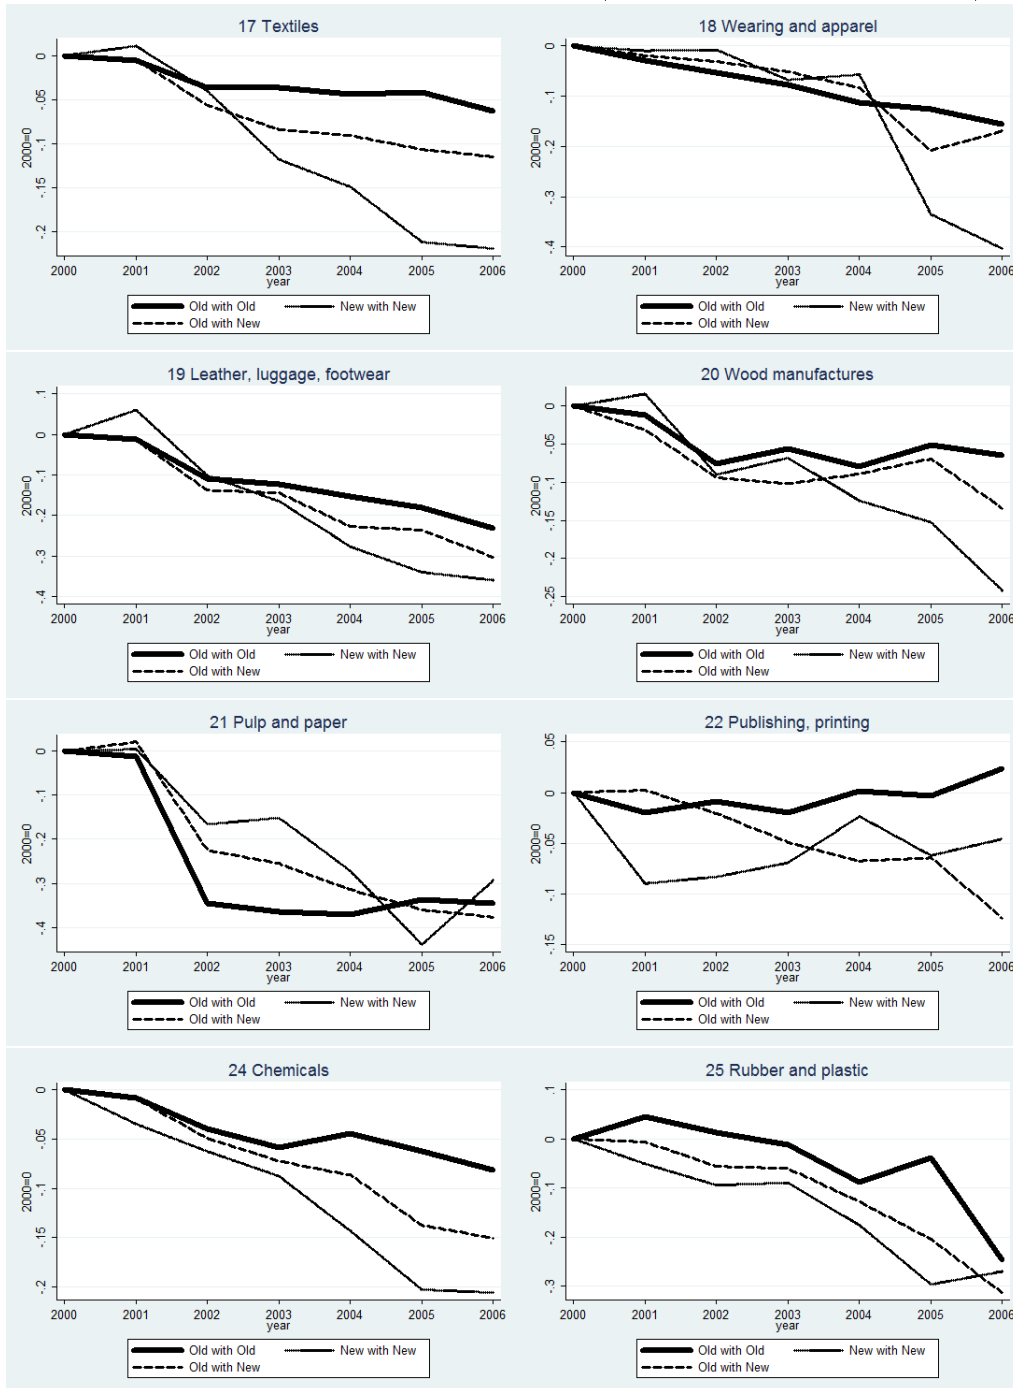 17 Textiles
0
-.05
-.1
-.15
-.2
2000=0
2000 2001 2002 2003 2004 2005 2006
year
Old with Old New with New
Old with New
18 Wearing and apparel
0
-.1
-.2
-.3
-.4
2000=0
2000 2001 2002 2003 2004 2005 2006
year
Old with Old New with New
Old with New
19 Leather, luggage, footwear
.1
0
-.1
-.2
-.3
-.4
2000=0
2000 2001 2002 2003 2004 2005 2006
year
Old with Old New with New
Old with New
20 Wood manufactures
0
-.05
-.1
-.15
-.2
-.25
2000=0
2000 2001 2002 2003 2004 2005 2006
year
Old with Old New with New
Old with New
21 Pulp and paper
0
-.1
-.2
-.3
-.4
2000=0
2000 2001 2002 2003 2004 2005 2006
year
Old with Old New with New
Old with New
22 Publishing, printing
.05
0
-.05
-.1
-.15
2000=0
2000 2001 2002 2003 2004 2005 2006
year
Old with Old New with New
Old with New
24 Chemicals
0
-.05
-.1
-.15
-.2
2000=0
2000 2001 2002 2003 2004 2005 2006
year
Old with Old New with New
Old with New
25 Rubber and plastic
.1
0
-.1
-.2
-.3
2000=0
2000 2001 2002 2003 2004 2005 2006
year
Old with Old New with New
Old with New